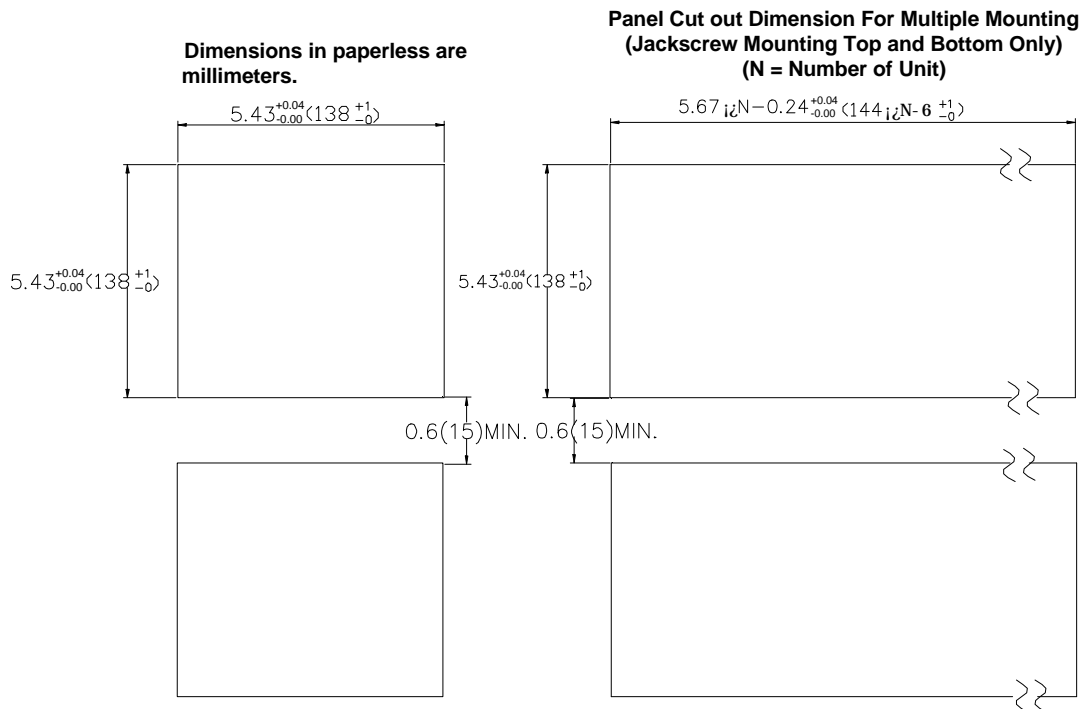 Panel Cut out Dimension For Multiple Mounting
(Jackscrew Mounting Top and Bottom Only)
(N = Number of Unit)
Dimensions in paperless are
millimeters.
5.43+0.04-0.00(138+1-0)
5.67¡¿N-0.24+0.04-0.00(144¡¿N-6+1-0)
5.43+0.04-0.00(138+1-0)
5.43+0.04-0.00(138+1-0)
0.6(15)MIN.
0.6(15)MIN.